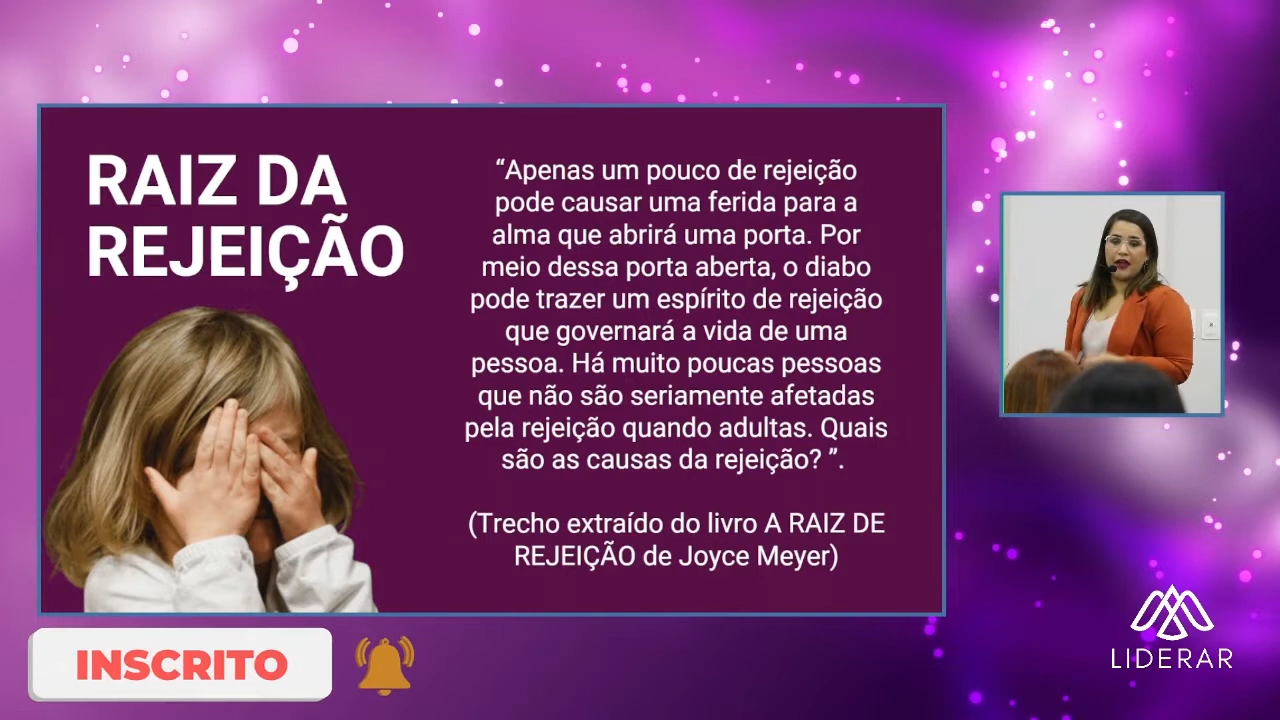 RAIZ DA
REJEIÇÃO
“Apenas um pouco de rejeição
pode causar uma ferida para a
alma que abrirá uma porta. Por
meio dessa porta aberta, o diabo
pode trazer um espírito de rejeição
que governará a vida de uma
pessoa. Há muito poucas pessoas
que não são seriamente afetadas
pela rejeição quando adultas. Quais
são as causas da rejeição? ”.
(Trecho extraído do livro A RAIZ DE
REJEIÇÃO de Joyce Meyer)
INSCRITO
LIDERAR